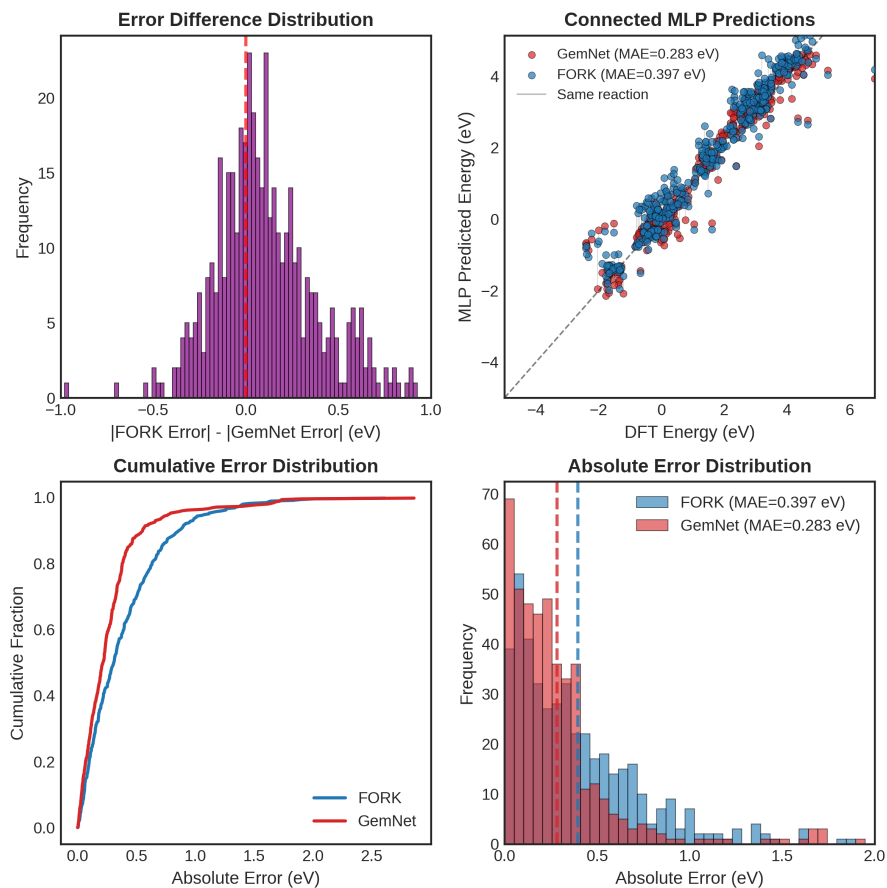 Error Difference Distribution
Frequency
20
15
10
5
0
−1.0 −0.5 0.0 0.5 1.0
|FORK Error| - |GemNet Error| (eV)
Connected MLP Predictions
GemNet (MAE=0.283 eV)
FORK (MAE=0.397 eV)
Same reaction
MLP Predicted Energy (eV)
4
2
0
−2
−4
−4 −2 0 2 4 6
DFT Energy (eV)
Cumulative Error Distribution
Cumulative Fraction
1.0
0.8
0.6
0.4
0.2
0.0
FORK
GemNet
0.0 0.5 1.0 1.5 2.0 2.5
Absolute Error (eV)
Absolute Error Distribution
FORK (MAE=0.397 eV)
GemNet (MAE=0.283 eV)
Frequency
70
60
50
40
30
20
10
0
0.0 0.5 1.0 1.5 2.0
Absolute Error (eV)